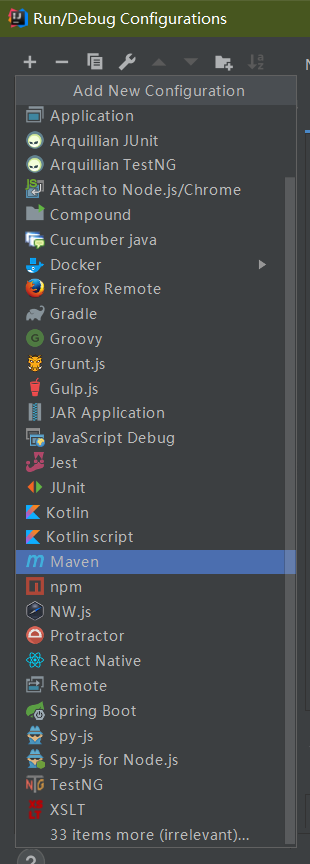 Run/Debug Configurations
Add New Configuration
Application
Arquillian JUnit
Arquillian TestNG
Attach to Node.js/Chrome
Compound
Cucumber java
Docker
Firefox Remote
Gradle
Groovy
Grunt.js
Gulp.js
JAR Application
JavaScript Debug
Jest
JUnit
Kotlin
Kotlin script
Maven
npm
NW.js
Protractor
React Native
Remote
Spring Boot
Spy-js
Spy-js for Node.js
TestNG
XSLT
33 items more (irrelevant)...